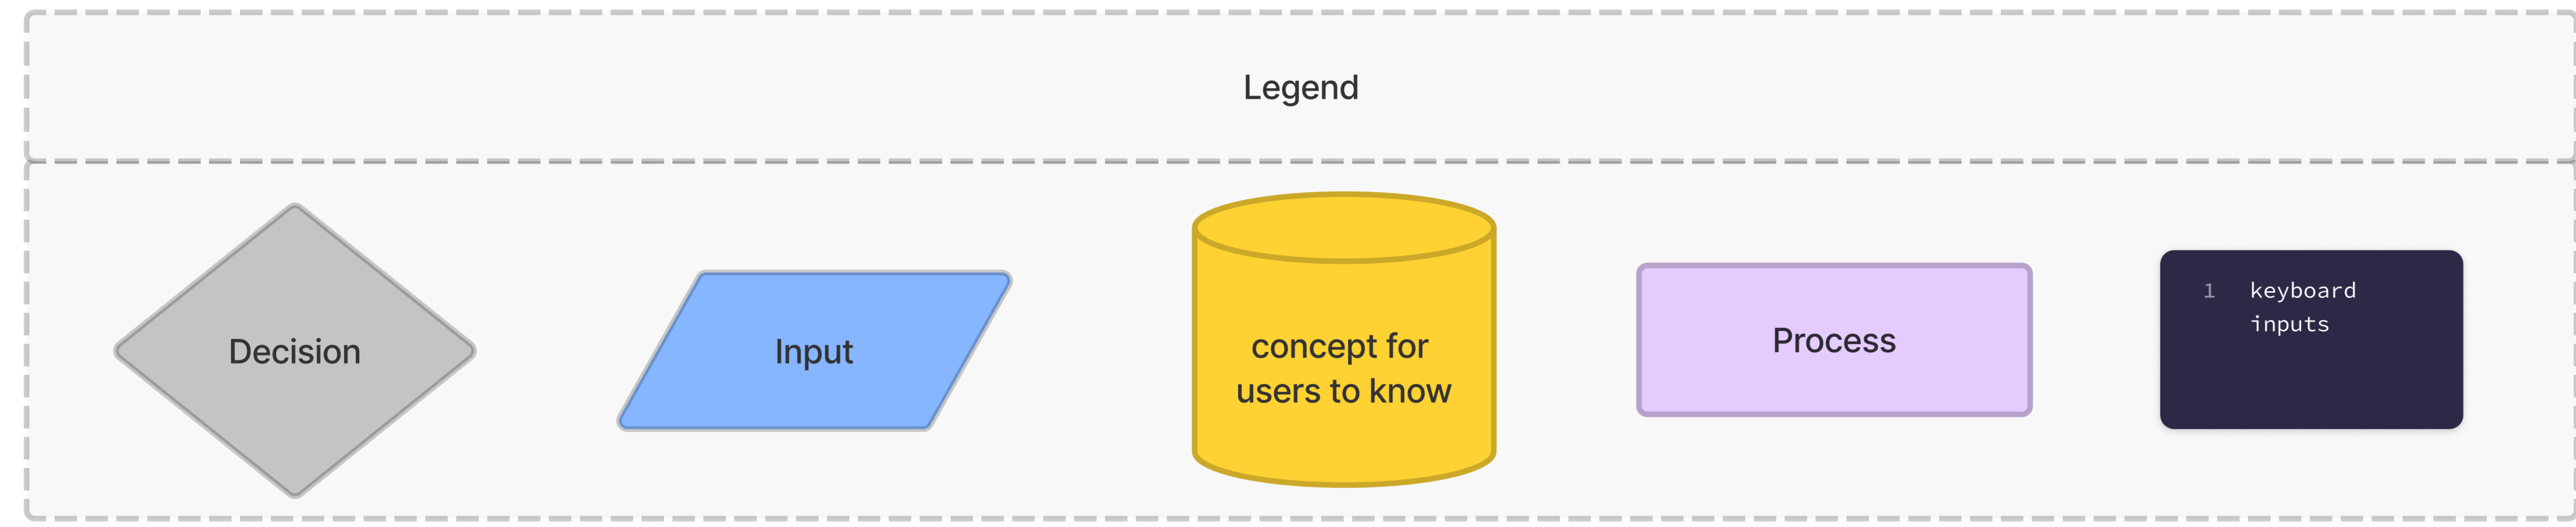 Legend
Decision
Input
concept for
users to know
Process
1 keyboard
inputs